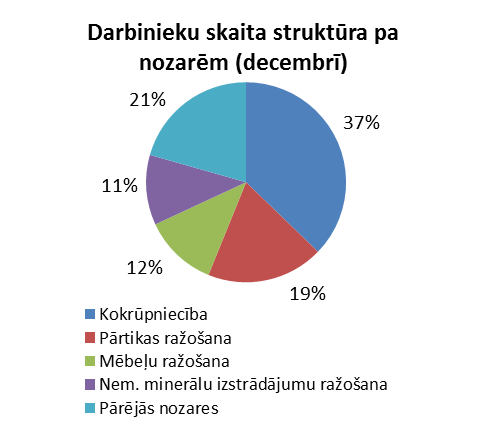 Darbinieku skaita struktūra pa
nozarēm (decembrī)
21%
37%
11%
12%
19%
Kokrūpniecība
Pārtikas ražošana
Mēbeļu ražošana
Nem. minerālu izstrādājumu ražošana
Pārējās nozares